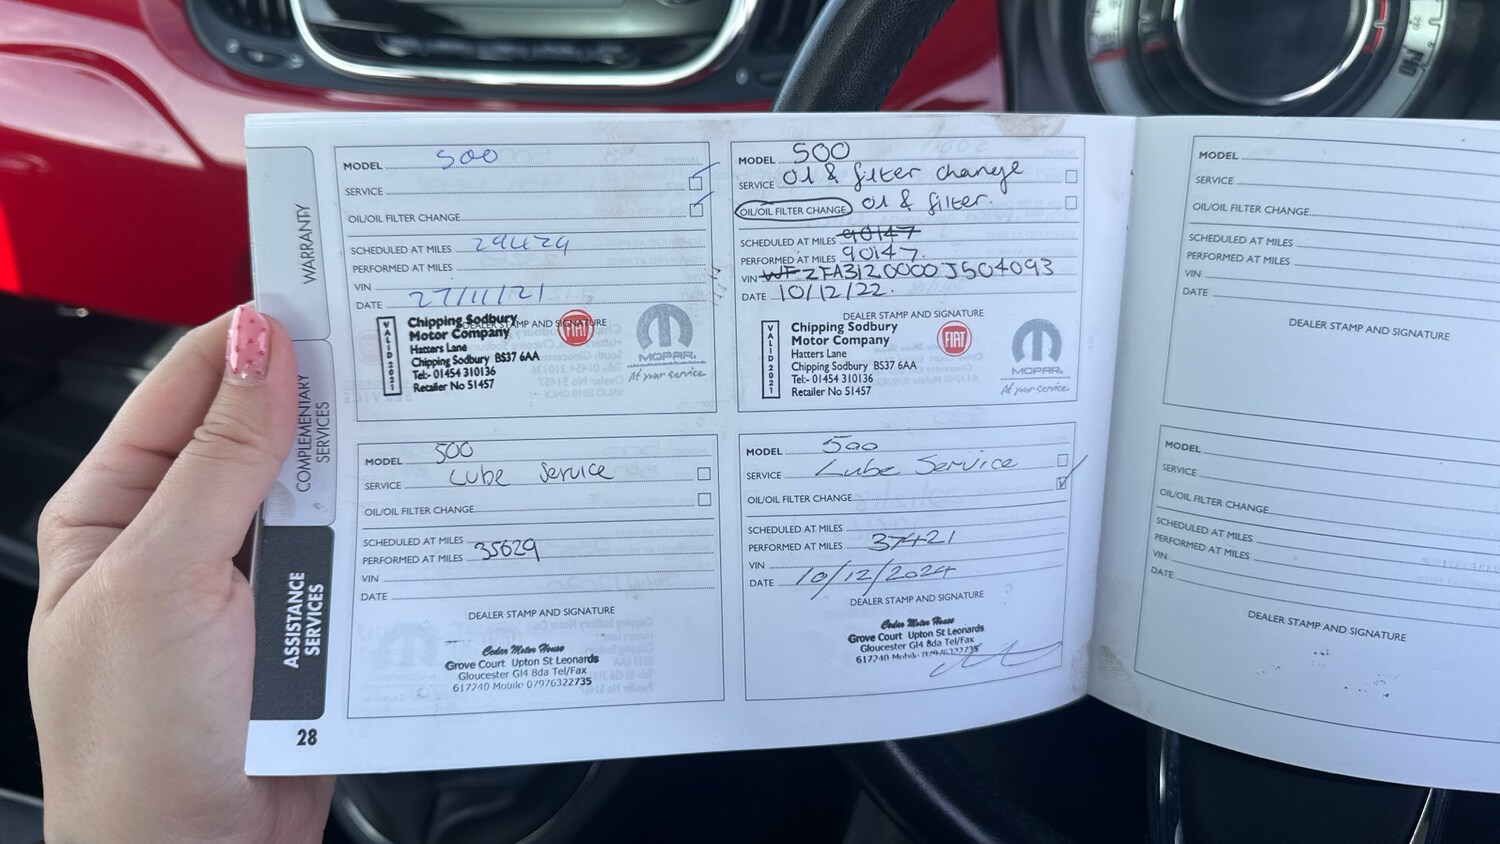 WARRANTY
COMPLEMENTARY
SERVICES
ASSISTANCE
SERVICES
28
MODEL 500
SERVICE
OIL/OIL FILTER CHANGE
SCHEDULED AT MILES 29429
PERFORMED AT MILES
VIN
DATE 27/11/21
DEALER STAMP AND SIGNATURE
VALID 2021
Chipping Sodbury
Motor Company
Hatters Lane
Chipping Sodbury BS37 6AA
Tel:- 01454 310136
Retailer No 51457
FIAT
MOPAR
At your service
MODEL 500
SERVICE Oil & filter change
OIL/OIL FILTER CHANGE oil & filter.
SCHEDULED AT MILES 90147
PERFORMED AT MILES 90147.
VIN WF ZFA3120000J504093
DATE 10/12/22.
DEALER STAMP AND SIGNATURE
VALID 2021
Chipping Sodbury
Motor Company
Hatters Lane
Chipping Sodbury BS37 6AA
Tel:- 01454 310136
Retailer No 51457
FIAT
MOPAR
At your service
MODEL 500
SERVICE Lube Service
OIL/OIL FILTER CHANGE
SCHEDULED AT MILES
PERFORMED AT MILES 35629
VIN
DATE
DEALER STAMP AND SIGNATURE
Cedar Motor House
Grove Court Upton St Leonards
Gloucester Gl4 8da Tel/Fax
617240 Mobile 07976322735
MODEL 500
SERVICE Lube Service
OIL/OIL FILTER CHANGE
SCHEDULED AT MILES
PERFORMED AT MILES 37421
VIN
DATE 10/12/2024
DEALER STAMP AND SIGNATURE
Cedar Motor House
Grove Court Upton St Leonards
Gloucester Gl4 8da Tel/Fax
617240 Mobile 07976322735
MODEL
SERVICE
OIL/OIL FILTER CHANGE
SCHEDULED AT MILES
PERFORMED AT MILES
VIN
DATE
DEALER STAMP AND SIGNATURE
MODEL
SERVICE
OIL/OIL FILTER CHANGE
SCHEDULED AT MILES
PERFORMED AT MILES
VIN
DATE
DEALER STAMP AND SIGNATURE